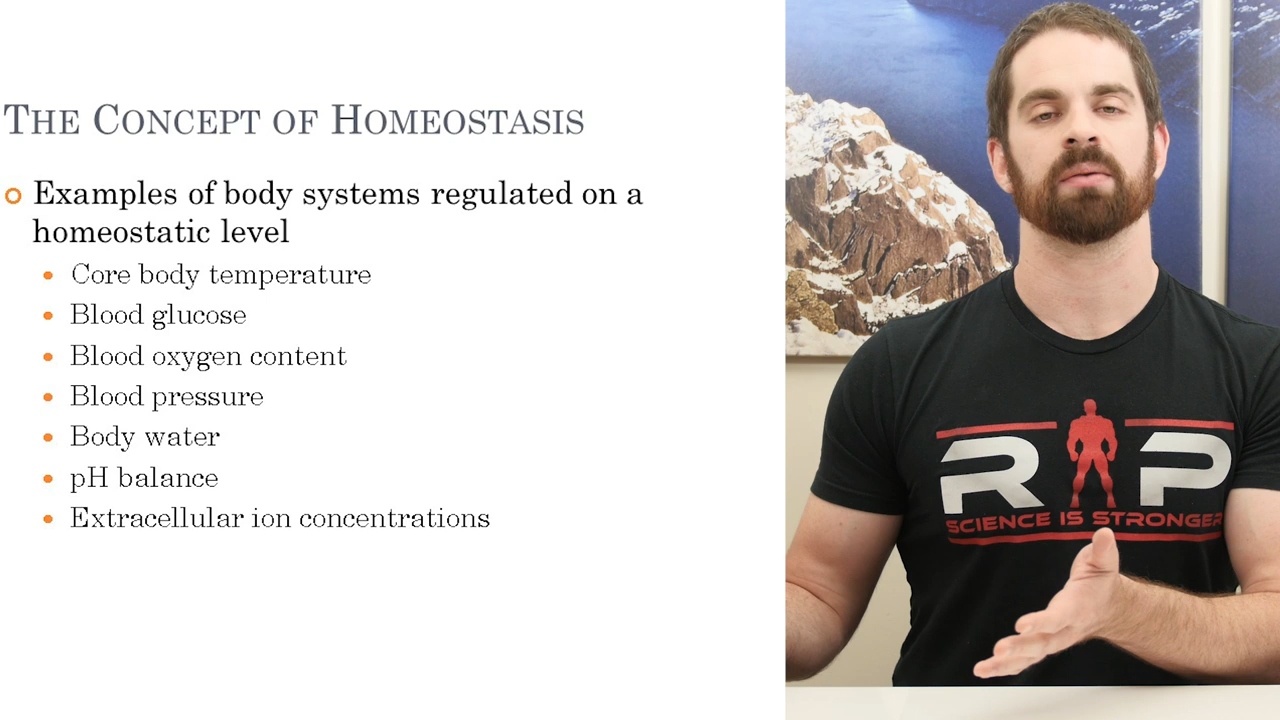 The Concept of Homeostasis
Examples of body systems regulated on a
homeostatic level
Core body temperature
Blood glucose
Blood oxygen content
Blood pressure
Body water
pH balance
Extracellular ion concentrations
R P
SCIENCE IS STRONGER